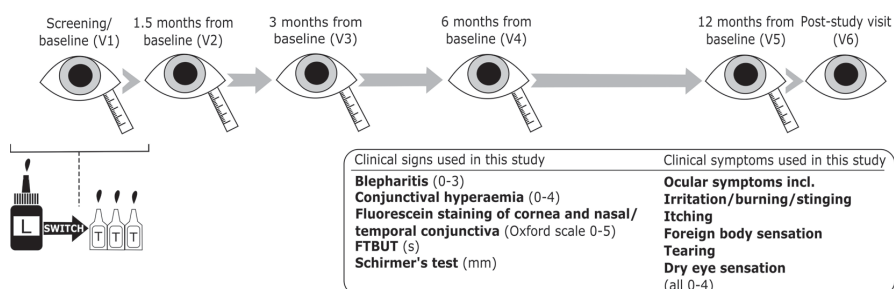 Screening/
baseline (V1)
1.5 months from
baseline (V2)
3 months from
baseline (V3)
6 months from
baseline (V4)
12 months from
baseline (V5)
Post-study visit
(V6)
L
SWITCH
T T T
Clinical signs used in this study
Blepharitis (0-3)
Conjunctival hyperaemia (0-4)
Fluorescein staining of cornea and nasal/
temporal conjunctiva (Oxford scale 0-5)
FTBUT (s)
Schirmer's test (mm)
Clinical symptoms used in this study
Ocular symptoms incl.
Irritation/burning/stinging
Itching
Foreign body sensation
Tearing
Dry eye sensation
(all 0-4)